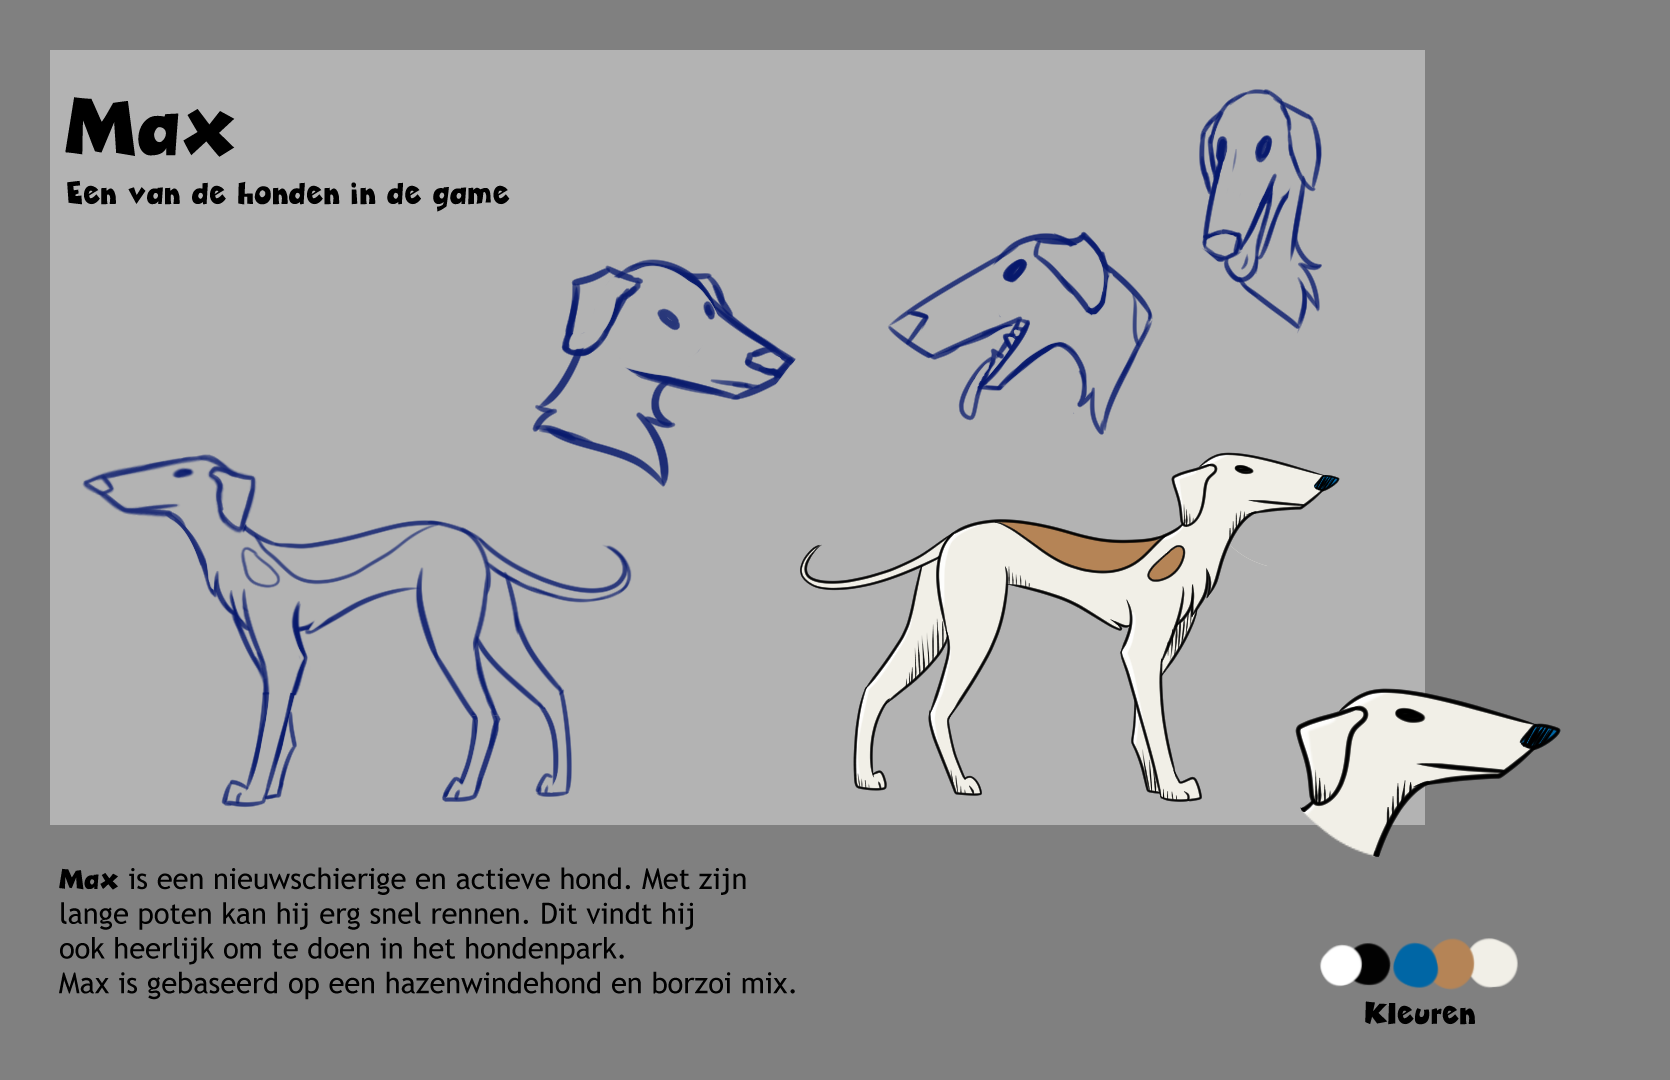 Max
Een van de honden in de game
Max is een nieuwschierige en actieve hond. Met zijn
lange poten kan hij erg snel rennen. Dit vindt hij
ook heerlijk om te doen in het hondenpark.
Max is gebaseerd op een hazenwindehond en borzoi mix.
Kleuren